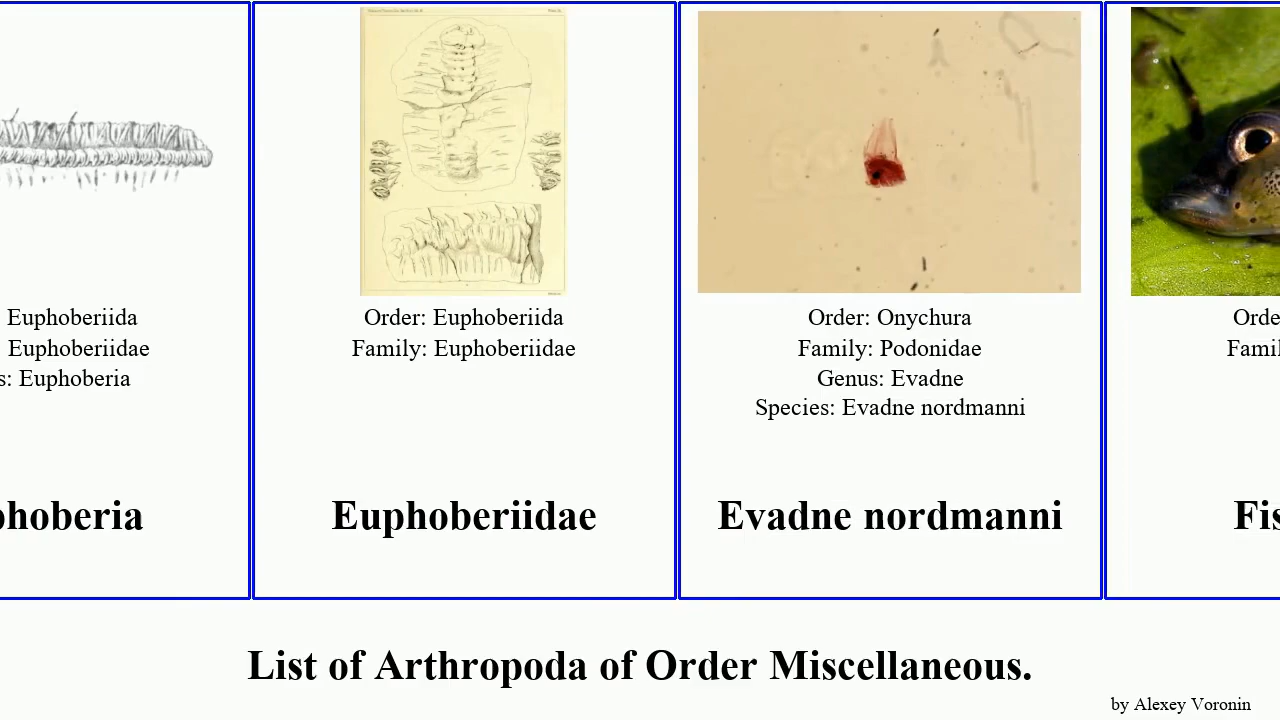 Euphoberiida
Euphoberiidae
s: Euphoberia
phoberia
Order: Euphoberiida
Family: Euphoberiidae
Euphoberiidae
Order: Onychura
Family: Podonidae
Genus: Evadne
Species: Evadne nordmanni
Evadne nordmanni
Orde
Famil
Fis
List of Arthropoda of Order Miscellaneous.
by Alexey Voronin